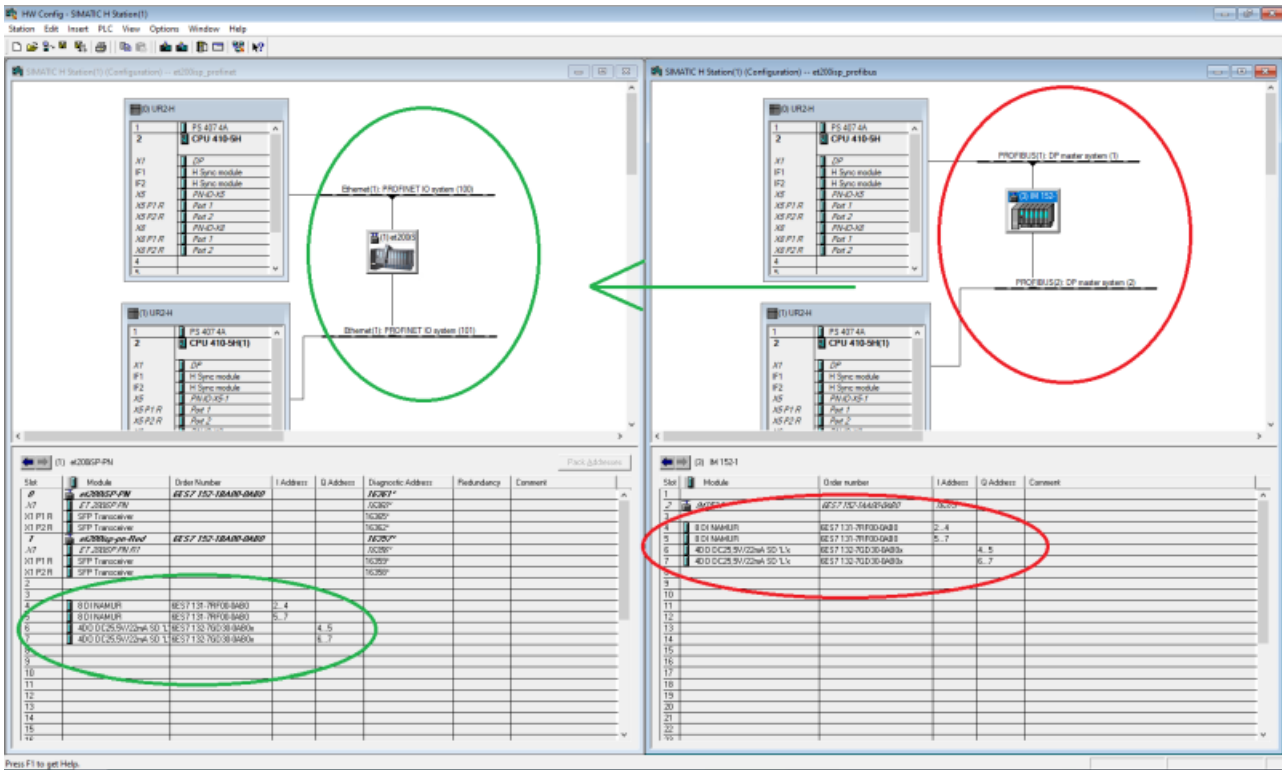 HW Config - SIMATIC H Station(1)
Station Edit Insert PLC View Options Window Help
SIMATIC H Station(1) (Configuration) -- et200isp_profinet
(0) UR2-H
1 PS 407 4A
2 CPU 410-5H
X1 DP
IF1 H Sync module
IF2 H Sync module
X5 PN-IO-X5
X5 P1 R Port 1
X5 P2 R Port 2
X8 PN-IO-X8
X8 P1 R Port 1
X8 P2 R Port 2
4
5
Ethernet(1): PROFINET IO system (100)
(1) et200iS
(1) UR2-H
1 PS 407 4A
2 CPU 410-5H(1)
X1 DP
IF1 H Sync module
IF2 H Sync module
X5 PN-IO-X5-1
X5 P1 R Port 1
X5 P2 R Port 2
Ethernet(1): PROFINET IO system (101)
(1) et200iSP-PN
Pack Addresses
Slot Module Order Number I Address Q Address Diagnostic Address Redundancy Comment
0 et200iSP-PN 6ES7 152-1BA00-0AB0 16361*
X1 ET 200iSP PN
X1 P1 R SFP Transceiver
X1 P2 R SFP Transceiver
1 et200isp-pn-Red 6ES7 152-1BA00-0AB0
X1 ET 200iSP PN R1
X1 P1 R SFP Transceiver
X1 P2 R SFP Transceiver
2
3
4 8 DI NAMUR 6ES7 131-7RF00-0AB0 2...4
5 8 DI NAMUR 6ES7 131-7RF00-0AB0 5...7
6 4DO DC25,5V/22mA SD 6ES7 132-7GD30-0ABx 4...5
7 4DO DC25,5V/22mA SD 6ES7 132-7GD30-0ABx 6...7
8
9
10
11
12
13
14
15
SIMATIC H Station(1) (Configuration) -- et200isp_profibus
(0) UR2-H
1 PS 407 4A
2 CPU 410-5H
X1 DP
IF1 H Sync module
IF2 H Sync module
X5 PN-IO-X5
X5 P1 R Port 1
X5 P2 R Port 2
X8 PN-IO-X8
X8 P1 R Port 1
X8 P2 R Port 2
4
5
PROFIBUS(1): DP master system (1)
(3) IM 152-
PROFIBUS(2): DP master system (2)
(1) UR2-H
1 PS 407 4A
2 CPU 410-5H(1)
X1 DP
IF1 H Sync module
IF2 H Sync module
X5 PN-IO-X5-1
X5 P1 R Port 1
X5 P2 R Port 2
(3) IM 152-1
Slot Module Order number I Address Q Address Comment
1
2
4 8 DI NAMUR 6ES7 131-7RF00-0AB0 2...4
5 8 DI NAMUR 6ES7 131-7RF00-0AB0 5...7
6 4DO DC25,5V/22mA SD 6ES7 132-7GD30-0ABx 4...5
7 4DO DC25,5V/22mA SD 6ES7 132-7GD30-0ABx 6...7
8
9
10
11
12
13
14
15
16
17
18
19
20
21
22
Press F1 to get Help.